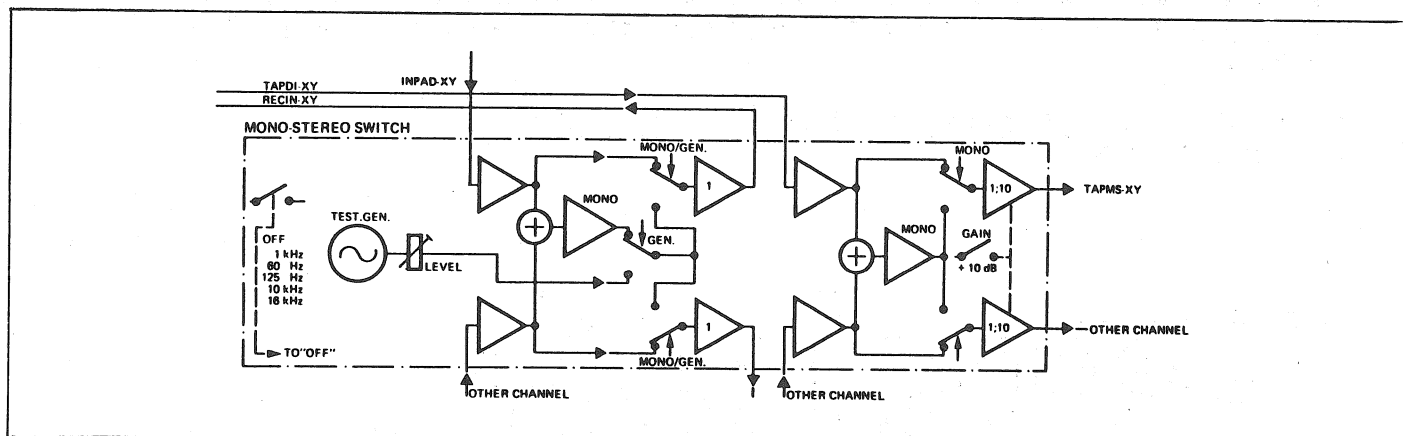 INPAD-XY
TAPDI-XY
RECIN-XY
MONO-STEREO SWITCH
MONO/GEN.
MONO
1
1;10
TAPMS-XY
TEST.GEN.
MONO
GEN.
MONO
GAIN
+ 10 dB
OFF
1 kHz
60 Hz
125 Hz
10 kHz
16 kHz
LEVEL
TO"OFF"
1
1;10
OTHER CHANNEL
MONO/GEN.
OTHER CHANNEL
OTHER CHANNEL